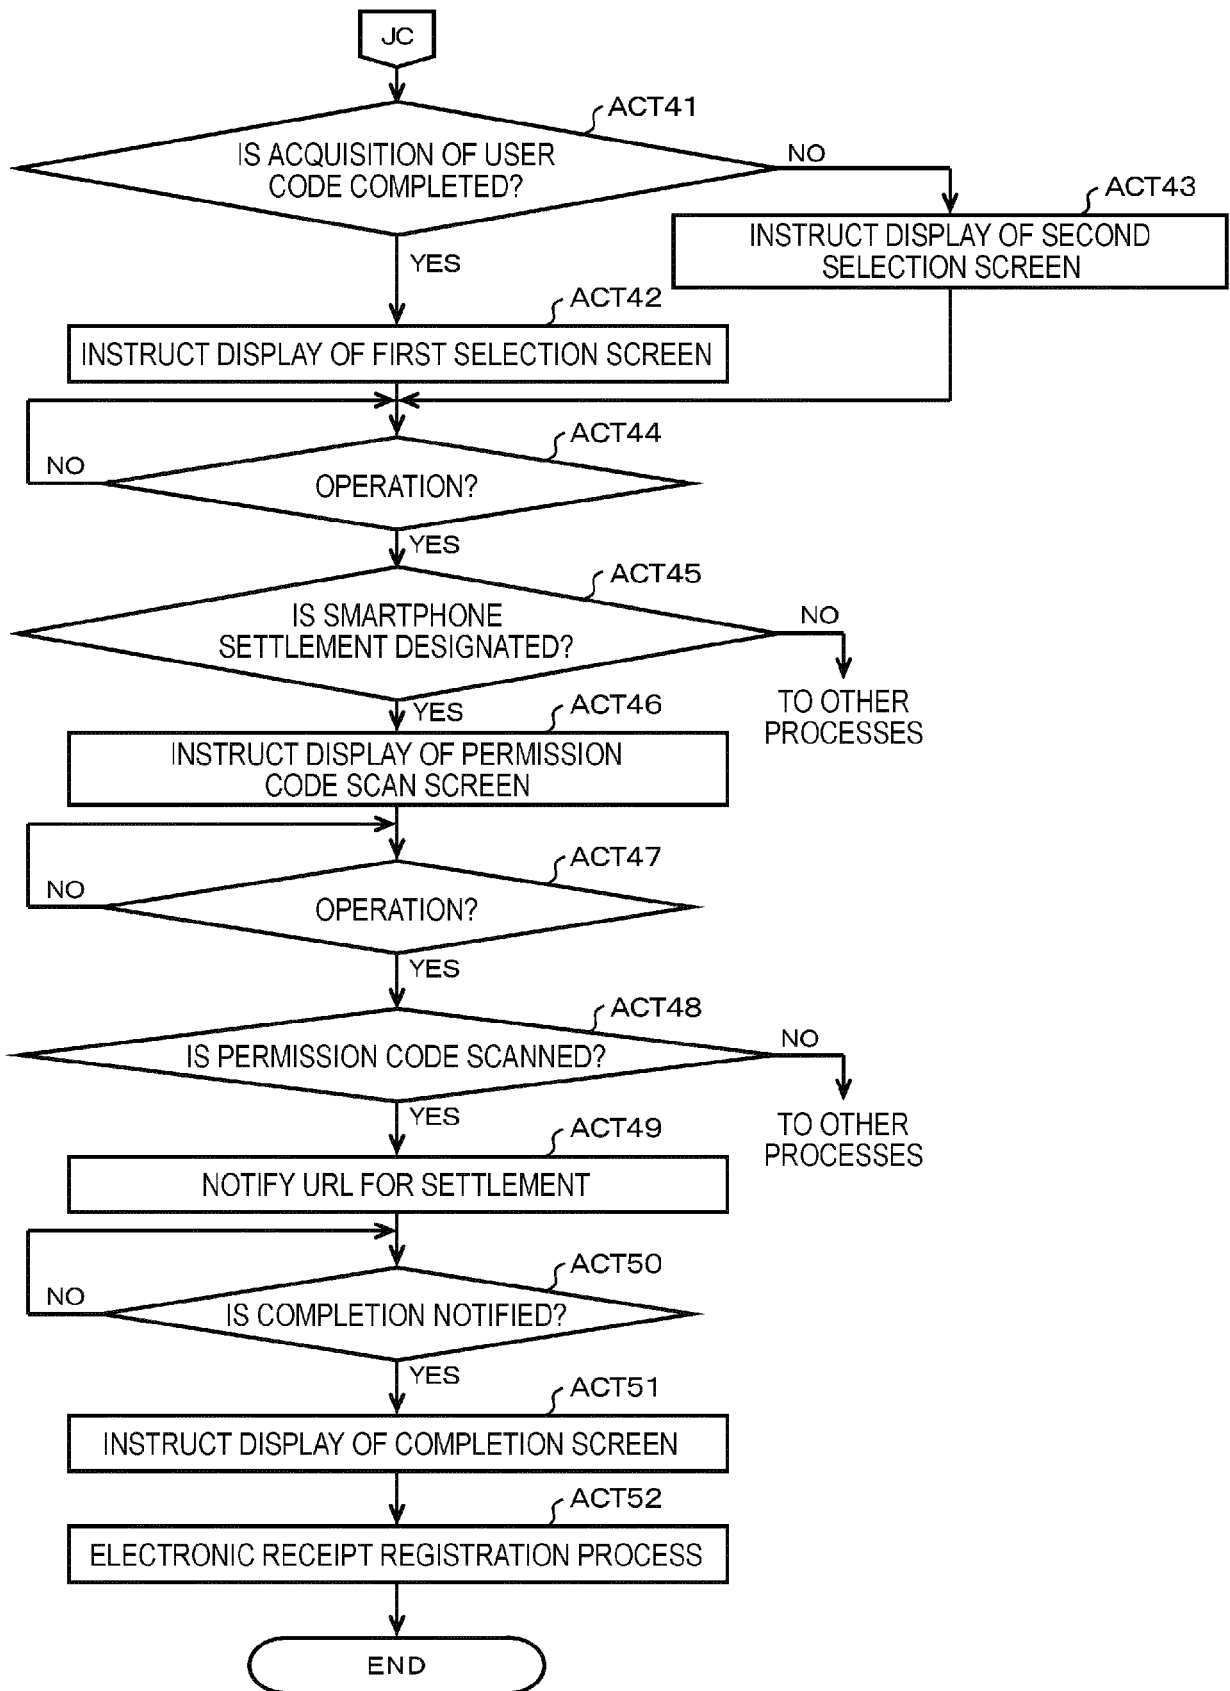 JC
ACT41
IS ACQUISITION OF USER
CODE COMPLETED?
NO
ACT43
INSTRUCT DISPLAY OF SECOND
SELECTION SCREEN
YES
ACT42
INSTRUCT DISPLAY OF FIRST SELECTION SCREEN
ACT44
NO
OPERATION?
YES
ACT45
IS SMARTPHONE
SETTLEMENT DESIGNATED?
NO
TO OTHER
PROCESSES
YES
ACT46
INSTRUCT DISPLAY OF PERMISSION
CODE SCAN SCREEN
ACT47
NO
OPERATION?
YES
ACT48
IS PERMISSION CODE SCANNED?
NO
TO OTHER
PROCESSES
YES
ACT49
NOTIFY URL FOR SETTLEMENT
ACT50
NO
IS COMPLETION NOTIFIED?
YES
ACT51
INSTRUCT DISPLAY OF COMPLETION SCREEN
ACT52
ELECTRONIC RECEIPT REGISTRATION PROCESS
END